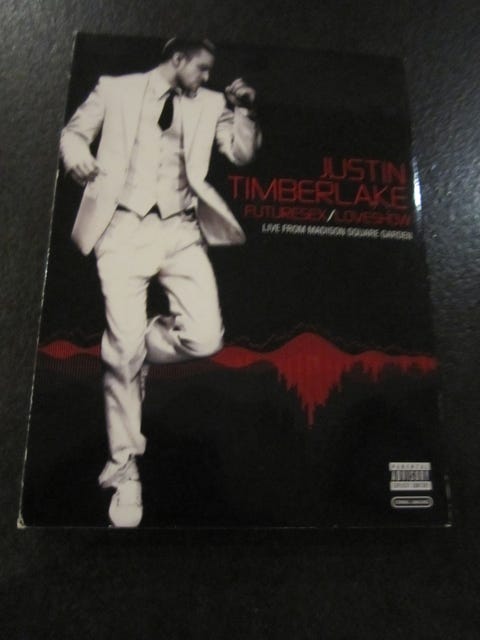 JUSTIN
TIMBERLAKE
FUTURESEX/LOVESHOW
LIVE FROM MADISON SQUARE GARDEN
PARENTAL
ADVISORY
EXPLICIT CONTENT